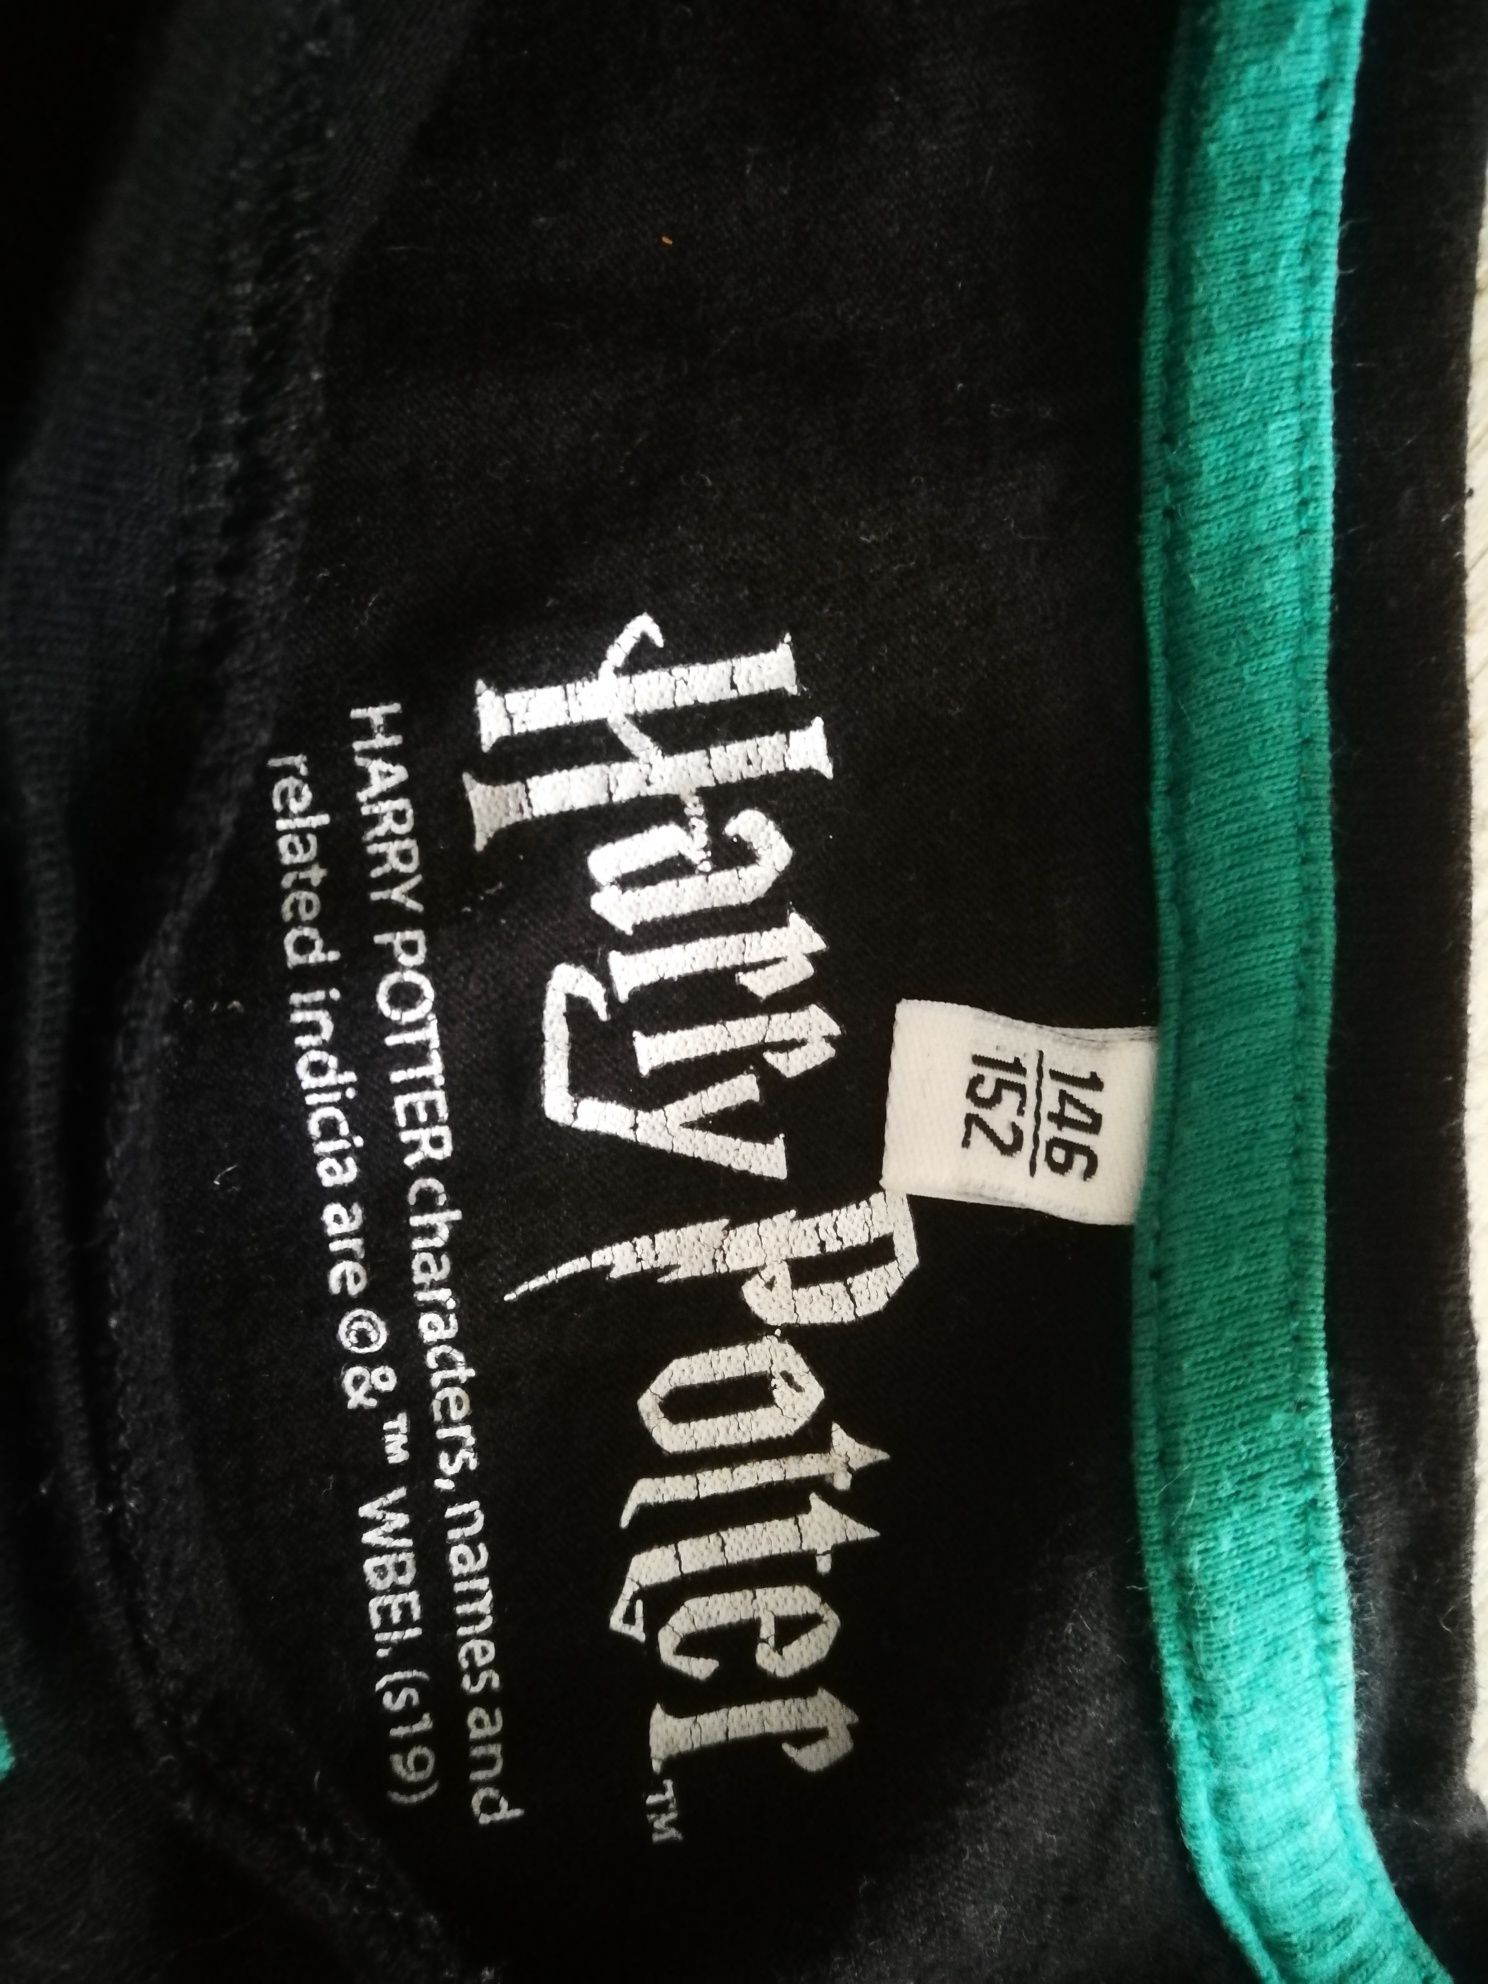 146
152
Harry Potter™
HARRY POTTER characters, names and
related indicia are © & ™ WBEI. (s19)